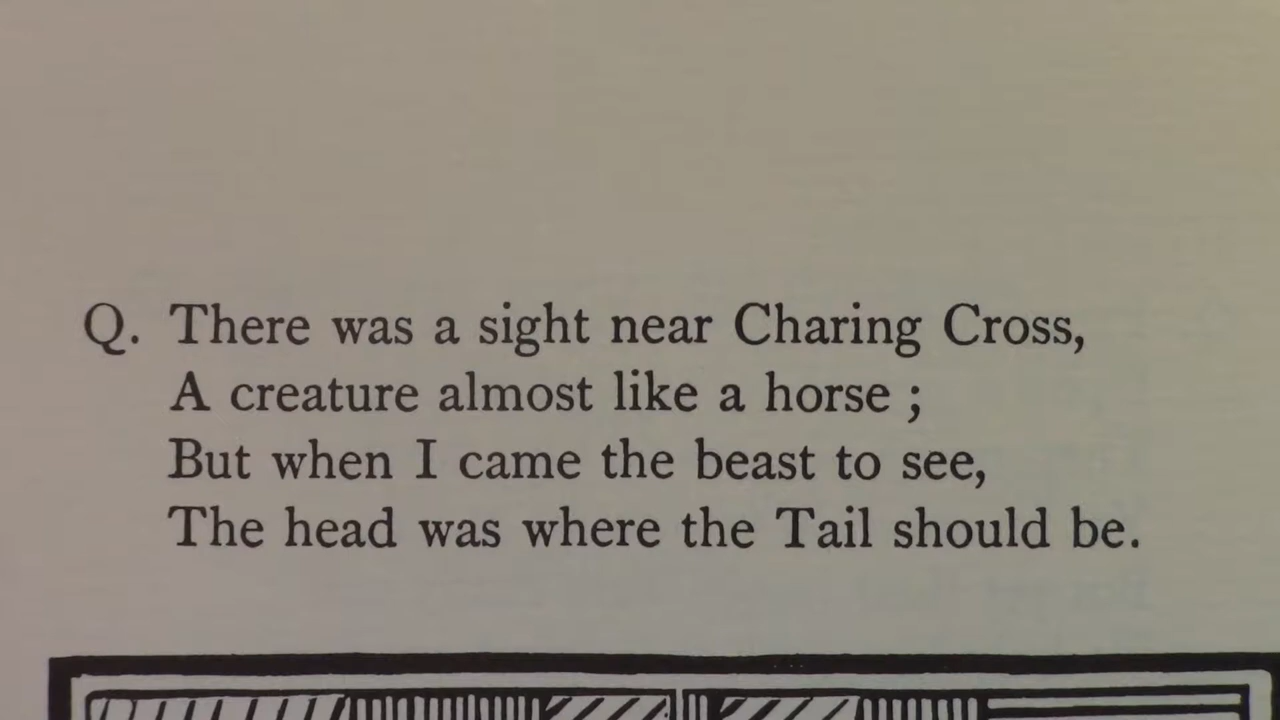 Q. There was a sight near Charing Cross,
A creature almost like a horse ;
But when I came the beast to see,
The head was where the Tail should be.